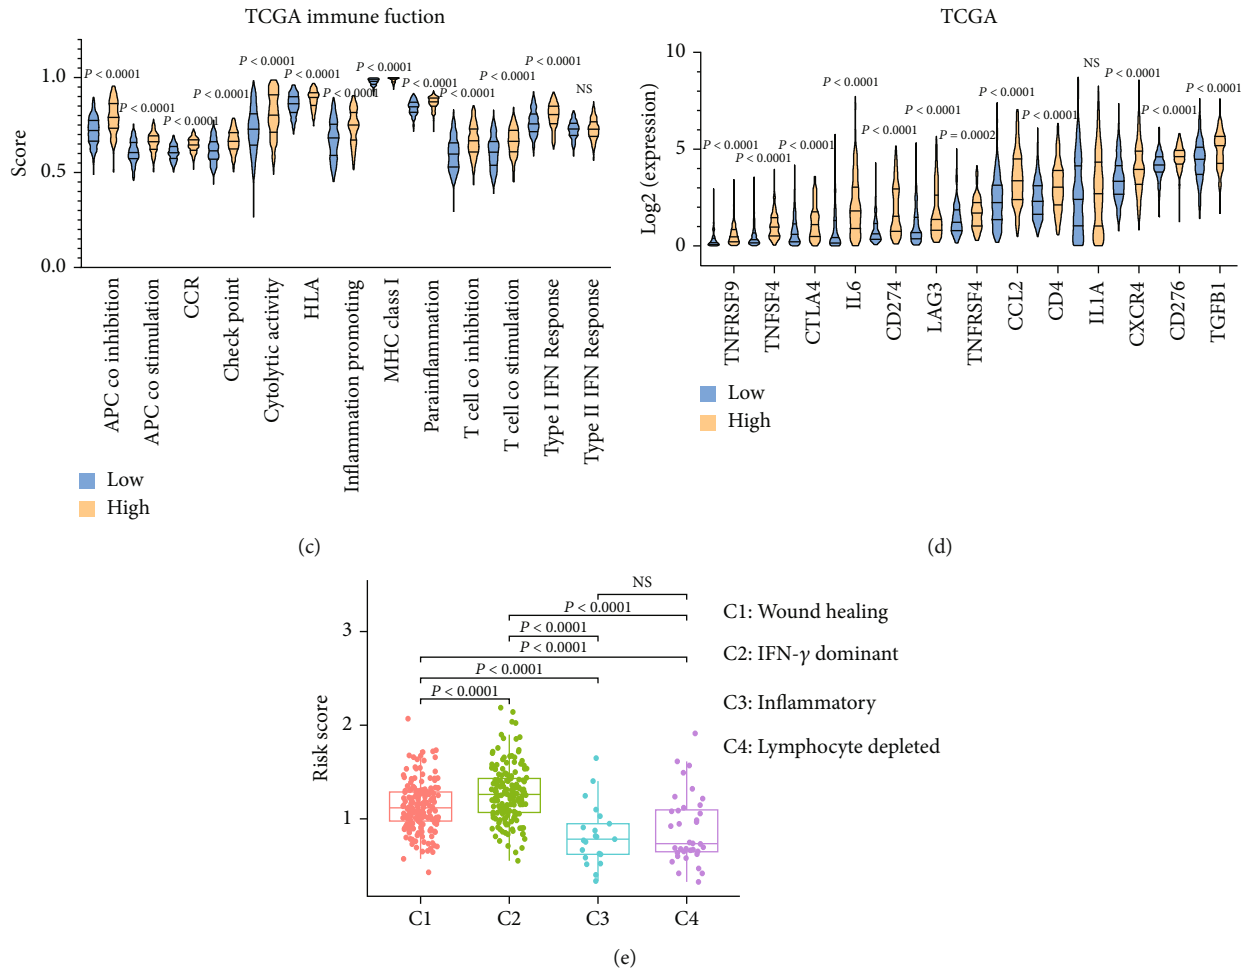 (c)
(d)
TCGA immune fuction
Score
1.0
0.5
0.0
P < 0.0001
P < 0.0001
P < 0.0001
P < 0.0001
P < 0.0001
P < 0.0001
P < 0.0001
P < 0.0001
P < 0.0001
P < 0.0001
P < 0.0001
P < 0.0001
NS
APC co inhibition
APC co stimulation
CCR
Check point
Cytolytic activity
HLA
Inflammation promoting
MHC class I
Parainflammation
T cell co inhibition
T cell co stimulation
Type I IFN Response
Type II IFN Response
Low
High
TCGA
Log2 (expression)
10
5
0
P < 0.0001
P < 0.0001
P < 0.0001
P < 0.0001
P < 0.0001
P < 0.0001
P = 0.0002
P < 0.0001
P < 0.0001
NS
P < 0.0001
P < 0.0001
P < 0.0001
TNFRSF9
TNFSF4
CTLA4
IL6
CD274
LAG3
TNFRSF4
CCL2
CD4
IL1A
CXCR4
CD276
TGFB1
Low
High
Risk score
3
2
1
NS
P < 0.0001
P < 0.0001
P < 0.0001
P < 0.0001
P < 0.0001
C1
C2
C3
C4
C1: Wound healing
C2: IFN-γ dominant
C3: Inflammatory
C4: Lymphocyte depleted
(e)